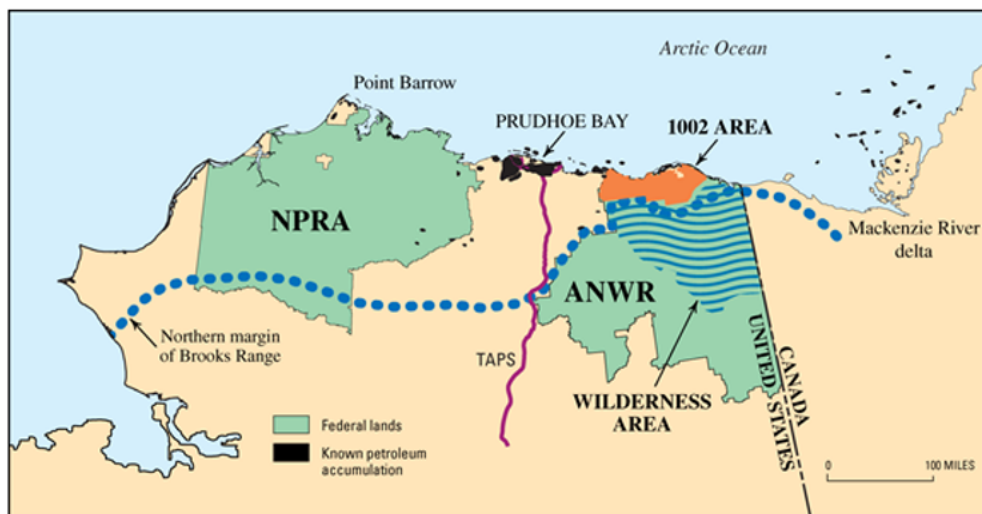 Arctic Ocean
Point Barrow
PRUDHOE BAY
1002 AREA
NPRA
Mackenzie River
delta
ANWR
Northern margin
of Brooks Range
TAPS
WILDERNESS
AREA
CANADA
UNITED STATES
Federal lands
Known petroleum
accumulation
0
100 MILES